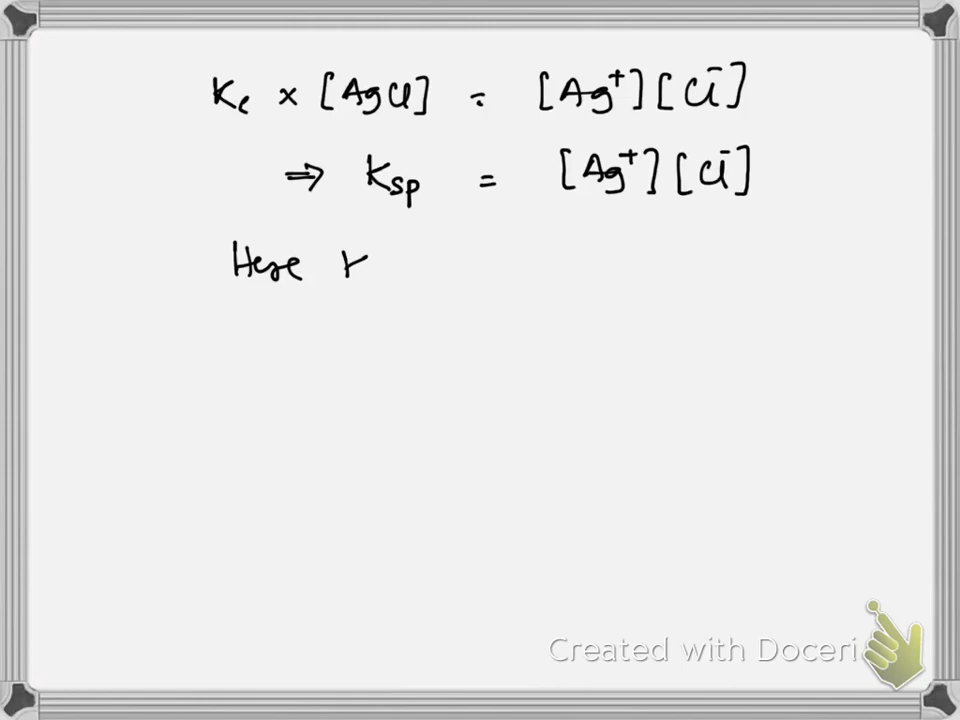 Kc × [AgCl] = [Ag⁺][Cl⁻]
⇒ Ksp = [Ag⁺][Cl⁻]
Here
Created with Doceri